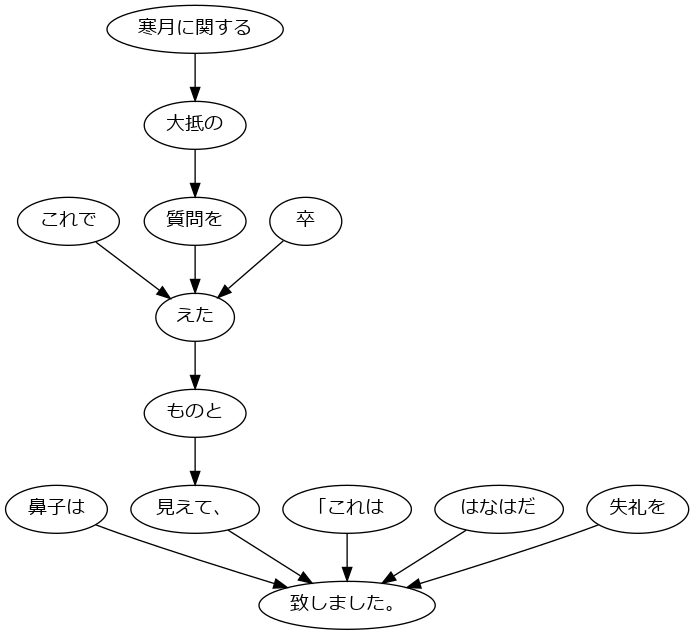 寒月に関する
大抵の
これで 質問を 卒
えた
ものと
鼻子は 見えて、 「これは はなはだ 失礼を
致しました。